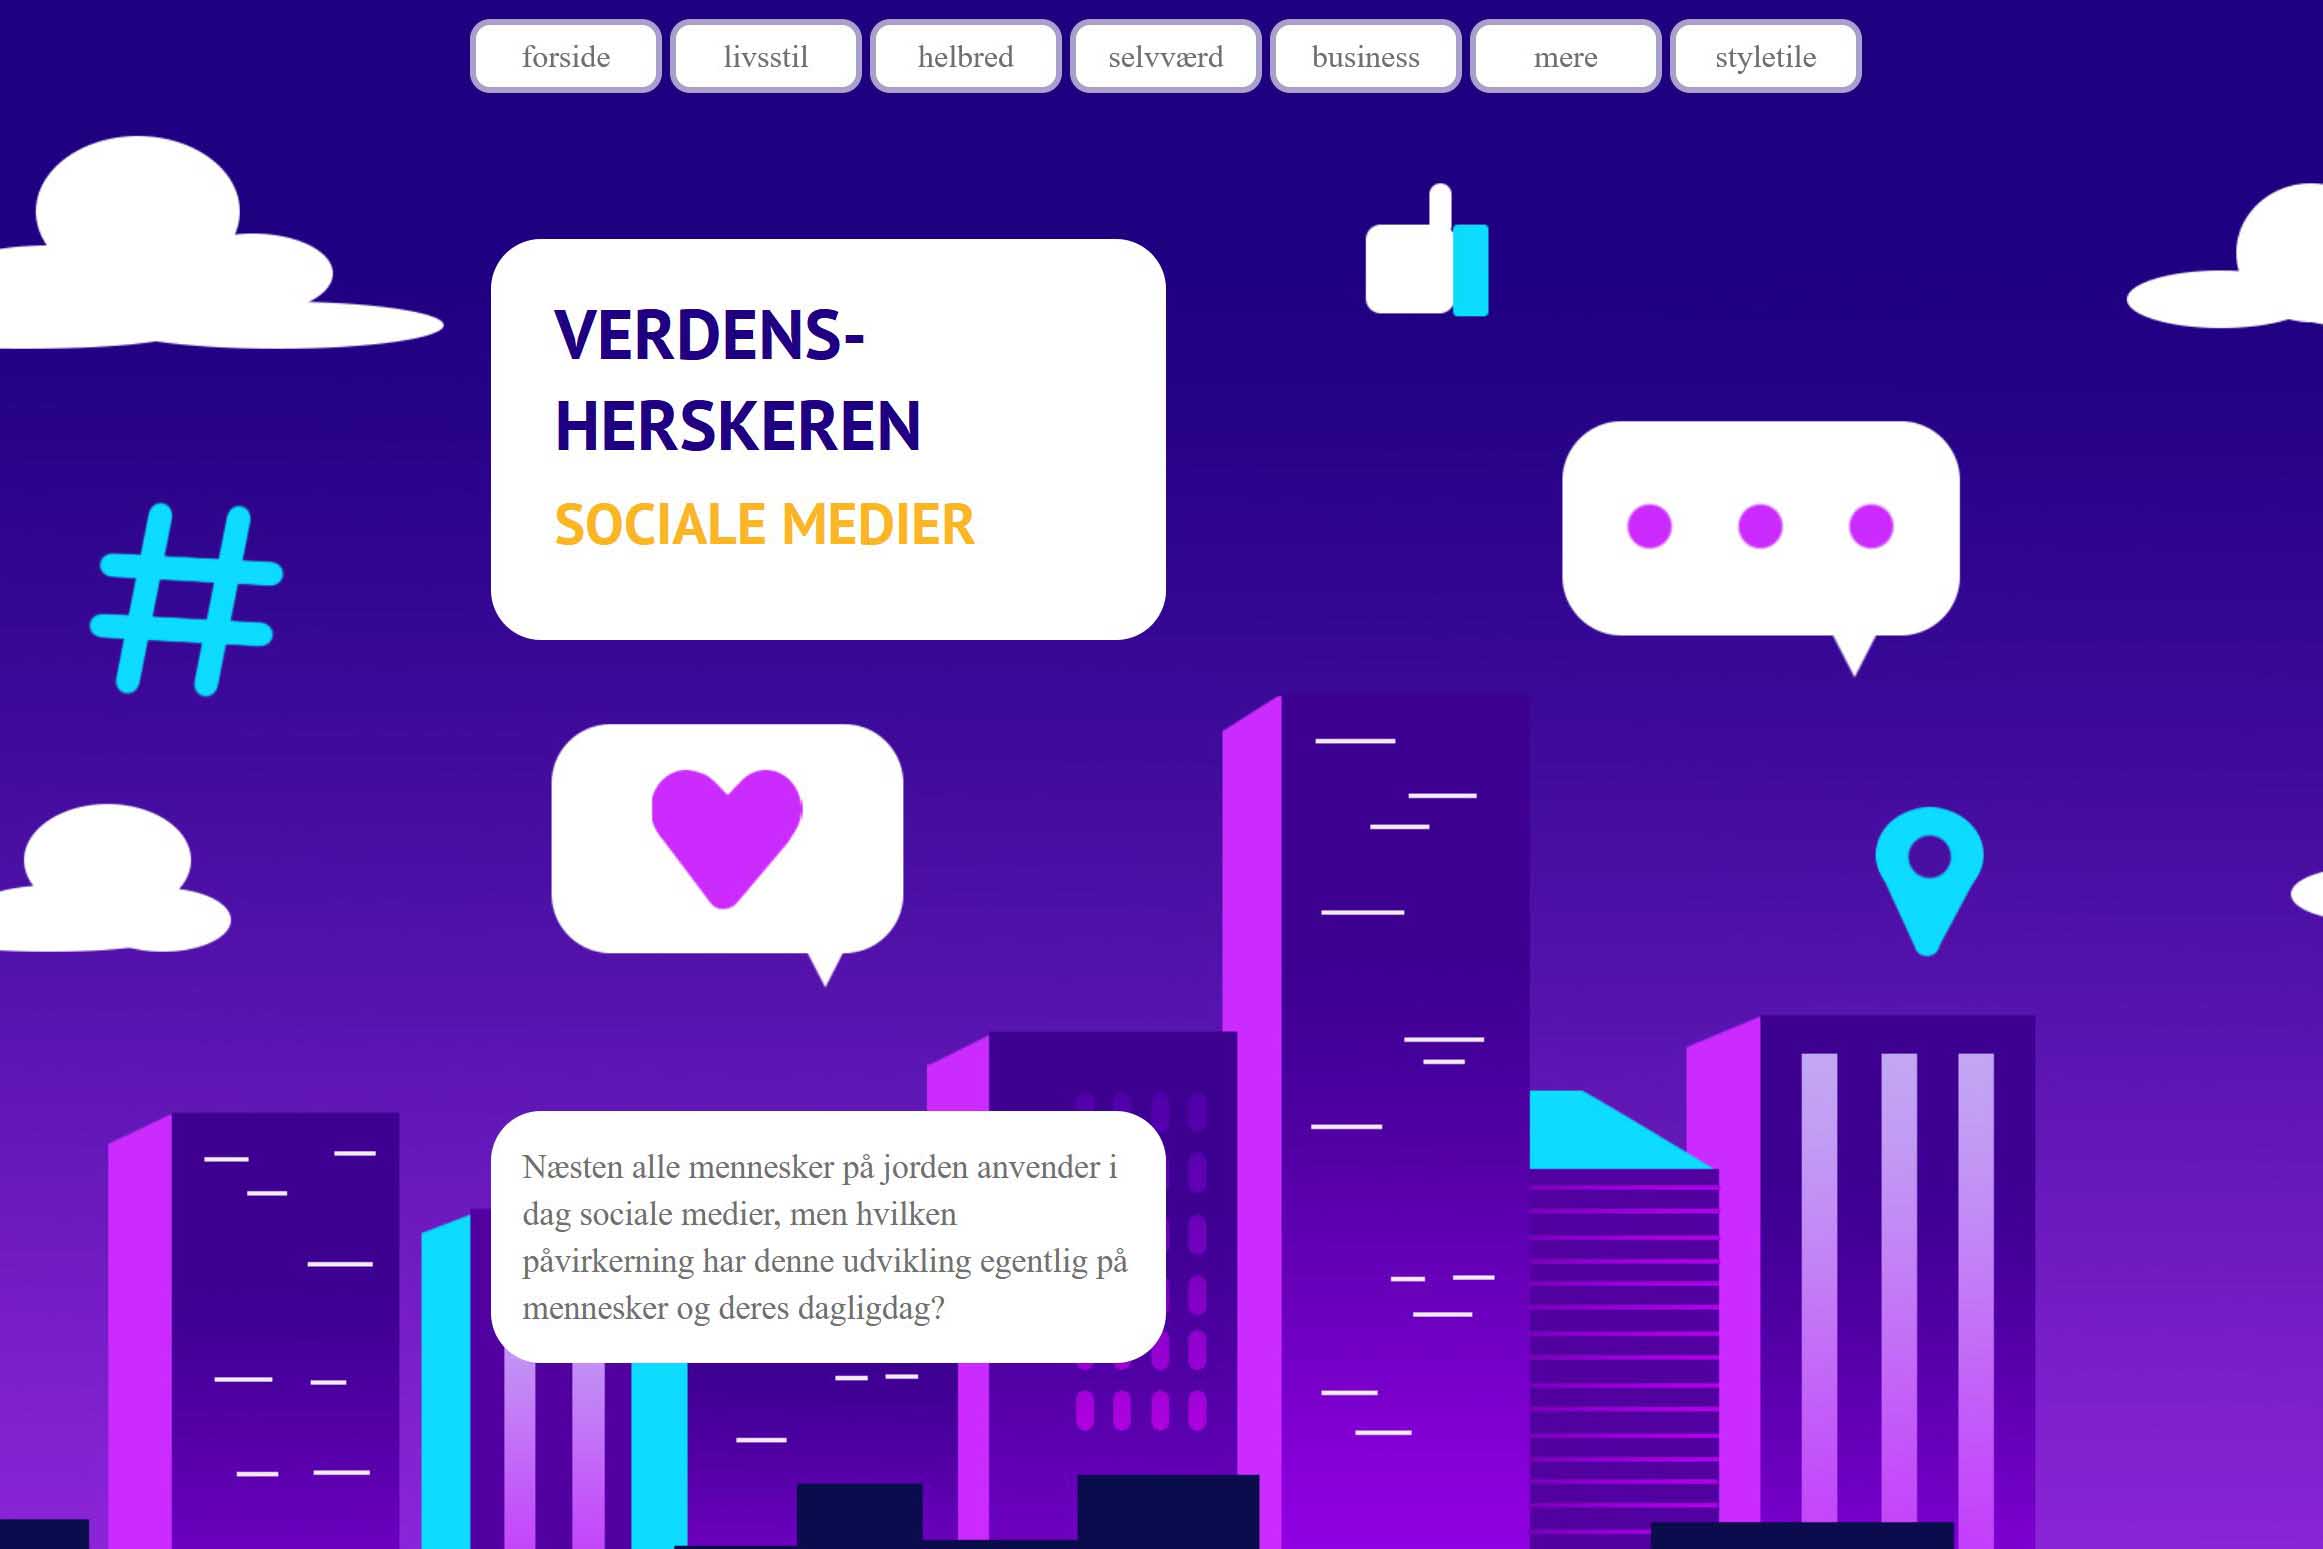 forside livsstil helbred selvværd business mere styletile
VERDENS-
HERSKEREN
SOCIALE MEDIER
Næsten alle mennesker på jorden anvender i
dag sociale medier, men hvilken
påvirkerning har denne udvikling egentlig på
mennesker og deres dagligdag?